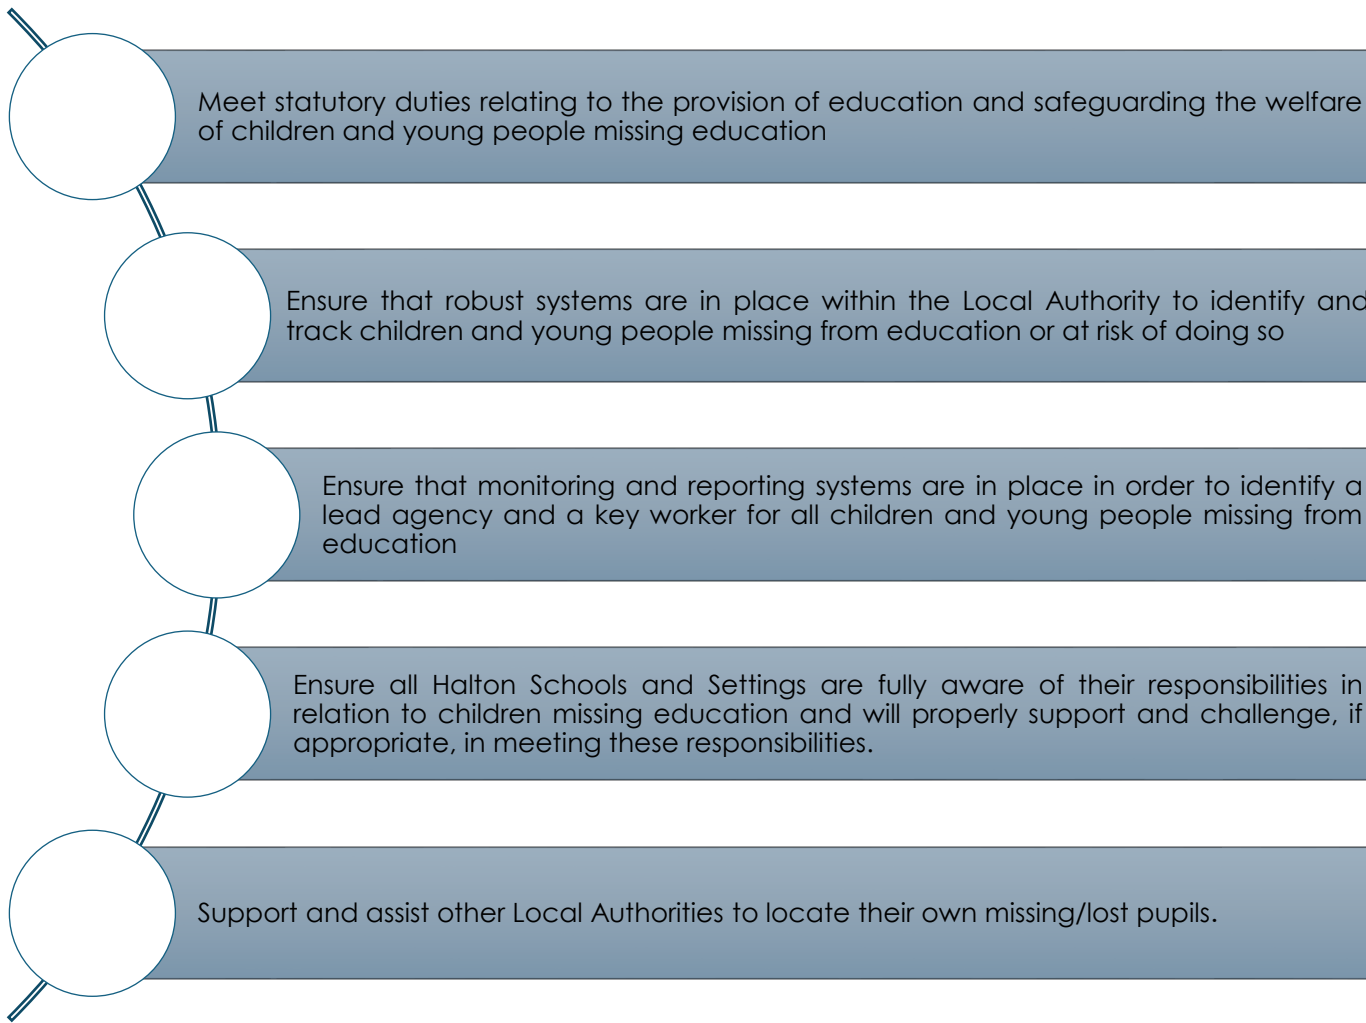 Meet statutory duties relating to the provision of education and safeguarding the welfare
of children and young people missing education
Ensure that robust systems are in place within the Local Authority to identify and
track children and young people missing from education or at risk of doing so
Ensure that monitoring and reporting systems are in place in order to identify a
lead agency and a key worker for all children and young people missing from
education
Ensure all Halton Schools and Settings are fully aware of their responsibilities in
relation to children missing education and will properly support and challenge, if
appropriate, in meeting these responsibilities.
Support and assist other Local Authorities to locate their own missing/lost pupils.